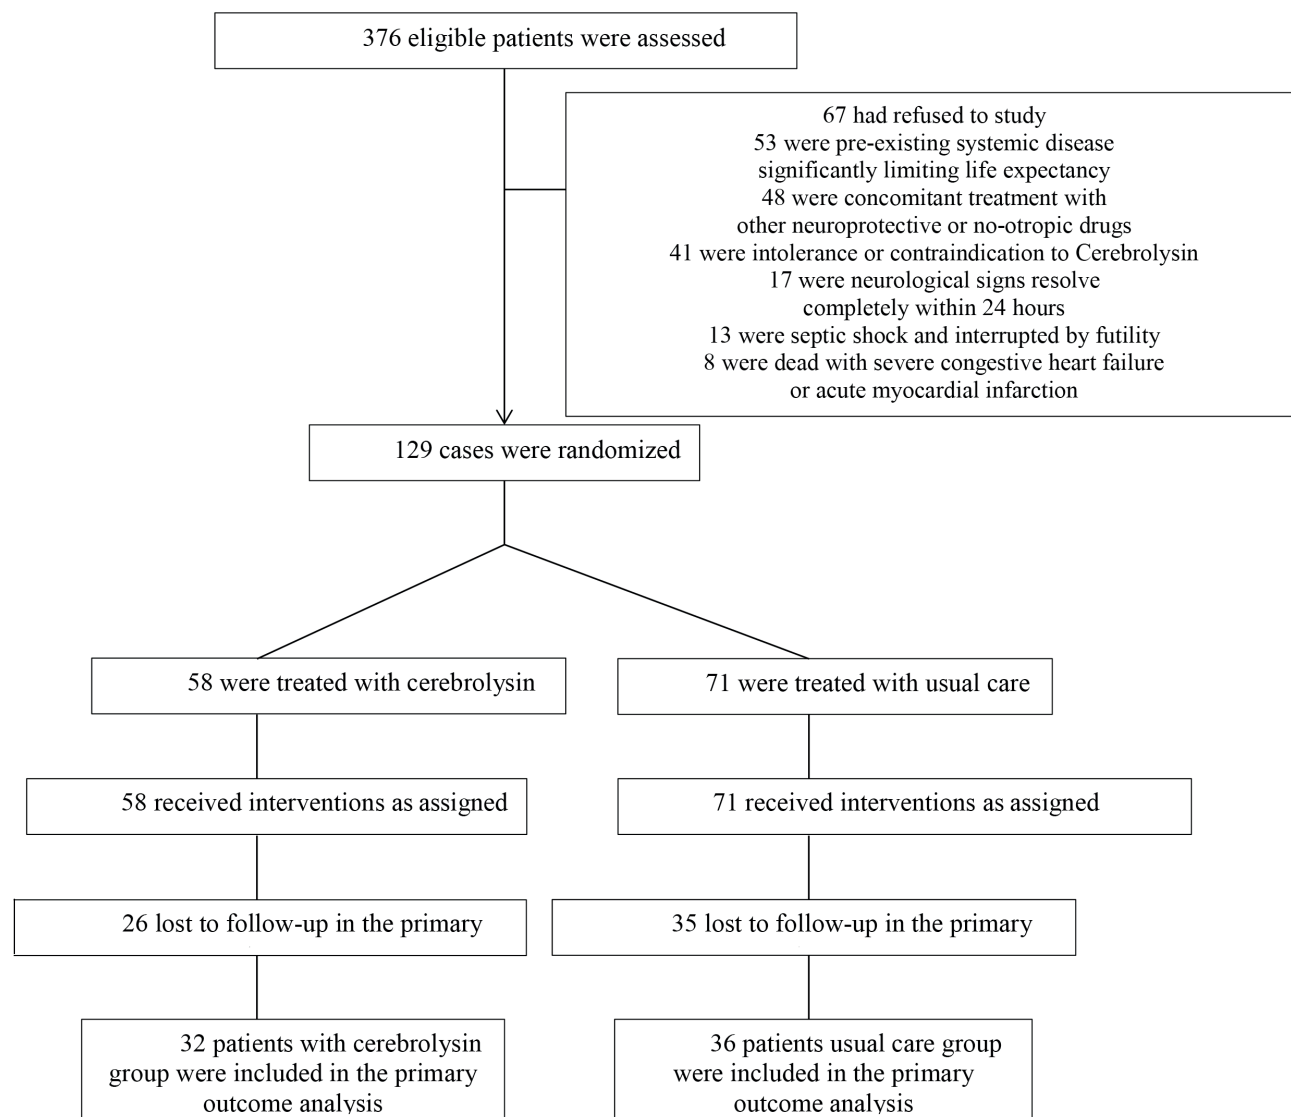 376 eligible patients were assessed
67 had refused to study
53 were pre-existing systemic disease
significantly limiting life expectancy
48 were concomitant treatment with
other neuroprotective or no-otropic drugs
41 were intolerance or contraindication to Cerebrolysin
17 were neurological signs resolve
completely within 24 hours
13 were septic shock and interrupted by futility
8 were dead with severe congestive heart failure
or acute myocardial infarction
129 cases were randomized
58 were treated with cerebrolysin
71 were treated with usual care
58 received interventions as assigned
71 received interventions as assigned
26 lost to follow-up in the primary
35 lost to follow-up in the primary
32 patients with cerebrolysin
group were included in the primary
outcome analysis
36 patients usual care group
were included in the primary
outcome analysis